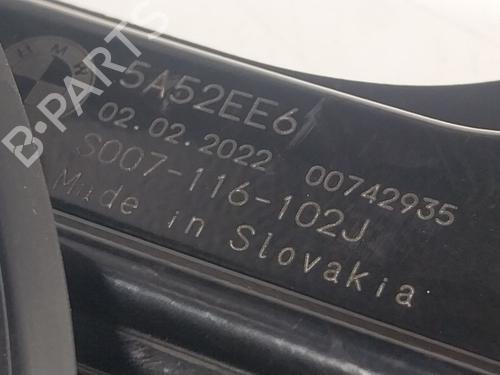 BMW
5A52EE6
02.02.2022 00742935
S007-116-102J
Made in Slovakia
B-PARTS